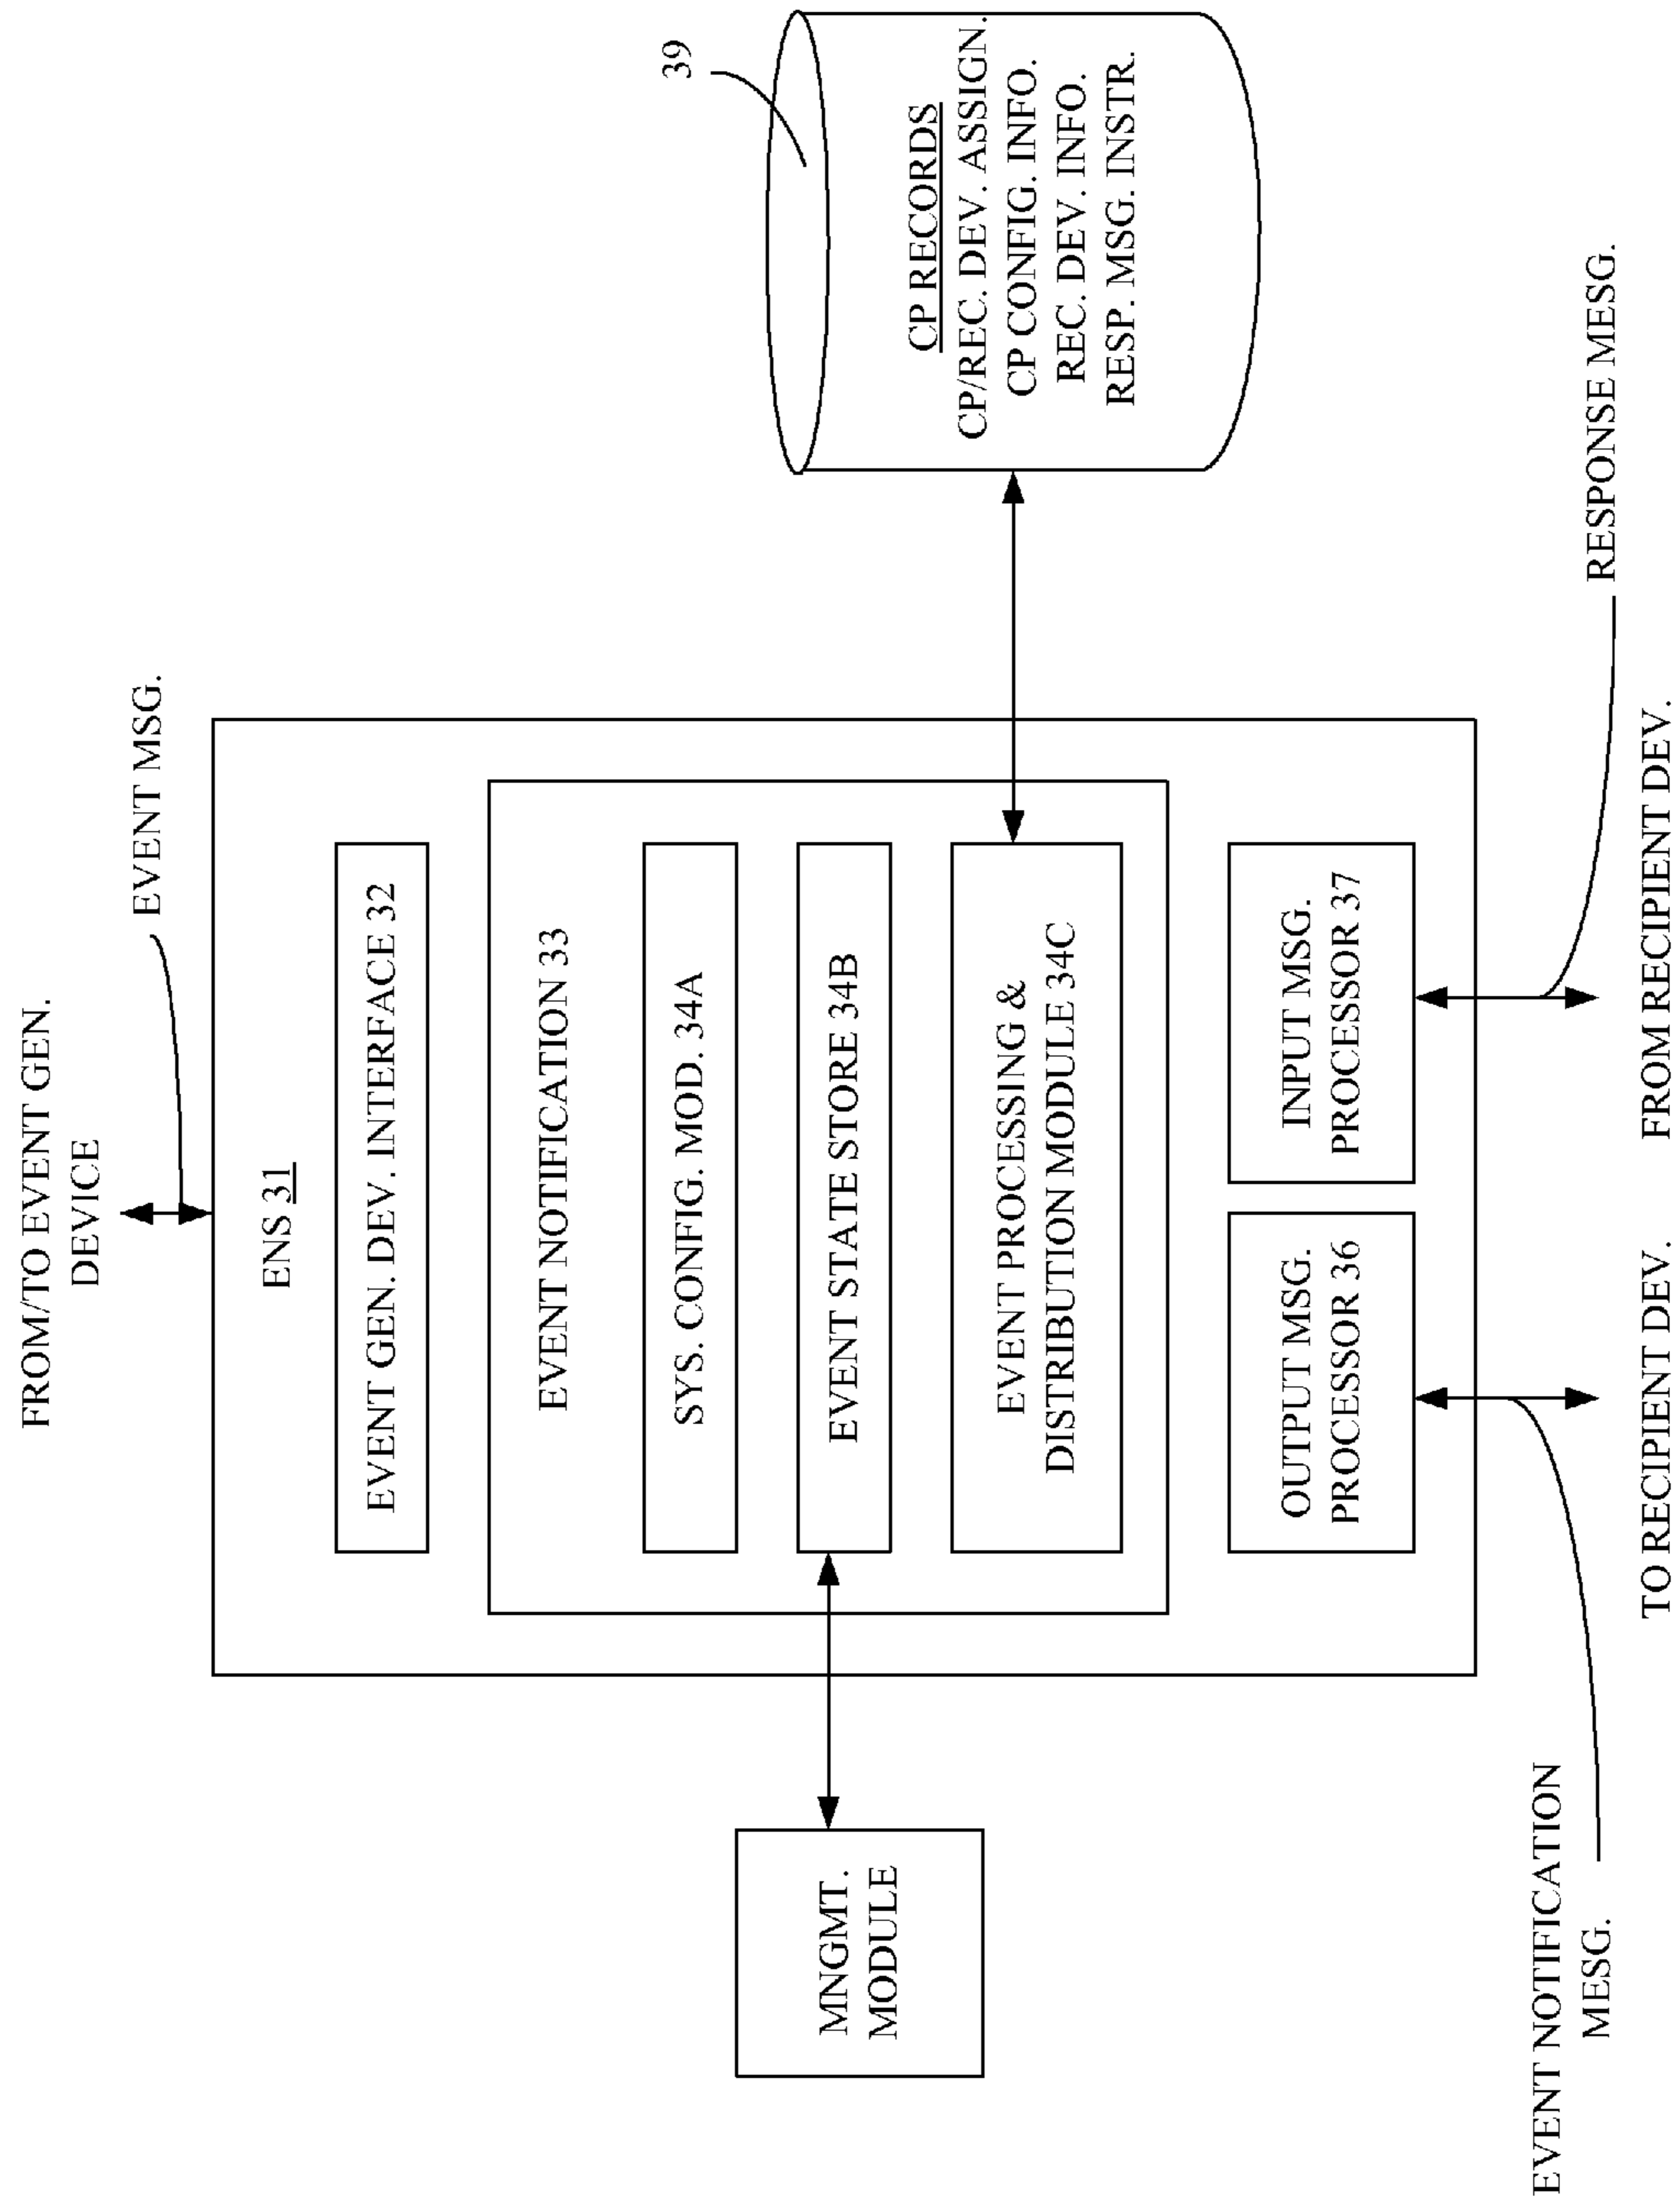 FROM/TO EVENT GEN.
DEVICE
EVENT MSG.
ENS 31
EVENT GEN. DEV. INTERFACE 32
EVENT NOTIFICATION 33
SYS. CONFIG. MOD. 34A
EVENT STATE STORE 34B
EVENT PROCESSING &
DISTRIBUTION MODULE 34C
OUTPUT MSG.
PROCESSOR 36
INPUT MSG.
PROCESSOR 37
MNGMT.
MODULE
39
CP RECORDS
CP/REC. DEV. ASSIGN.
CP CONFIG. INFO.
REC. DEV. INFO.
RESP. MSG. INSTR.
EVENT NOTIFICATION
MESG.
RESPONSE MESG.
TO RECIPIENT DEV.
FROM RECIPIENT DEV.